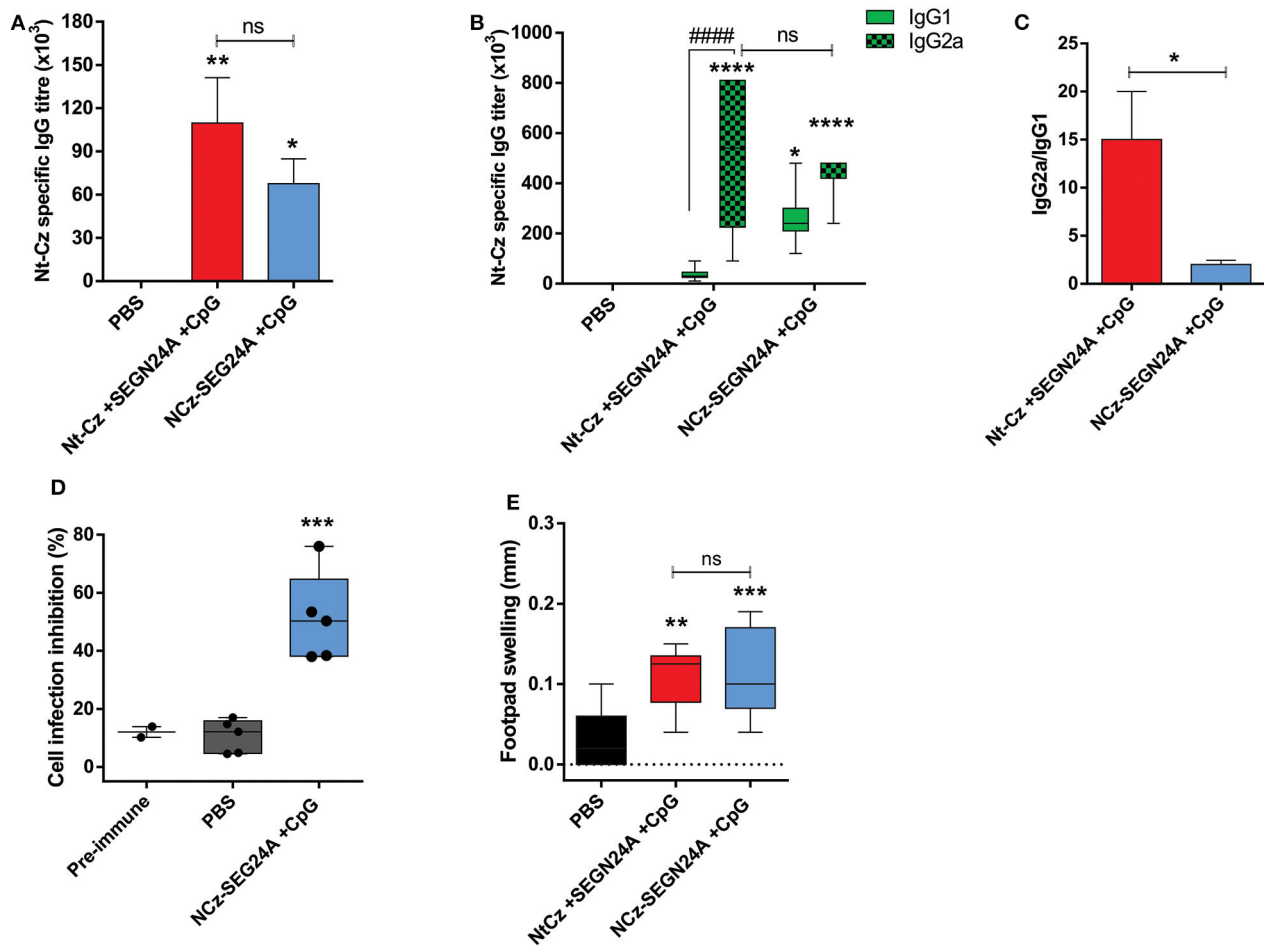 A
Nt-Cz specific IgG titre (x10³)
180
150
120
90
60
30
0
ns
**
*
PBS
Nt-Cz +SEGN24A +CpG
NCz-SEG24A +CpG
B
Nt-Cz specific IgG titer (x10³)
1000
800
600
400
200
0
IgG1
IgG2a
####
ns
****
*
****
PBS
Nt-Cz +SEGN24A +CpG
NCz-SEGN24A +CpG
C
IgG2a/IgG1
25
20
15
10
5
0
*
Nt-Cz +SEGN24A +CpG
NCz-SEGN24A +CpG
D
Cell infection inhibition (%)
80
60
40
20
0
***
Pre-immune
PBS
NCz-SEG24A +CpG
E
Footpad swelling (mm)
0.3
0.2
0.1
0.0
ns
**
***
PBS
NtCz +SEGN24A +CpG
NCz-SEGN24A +CpG